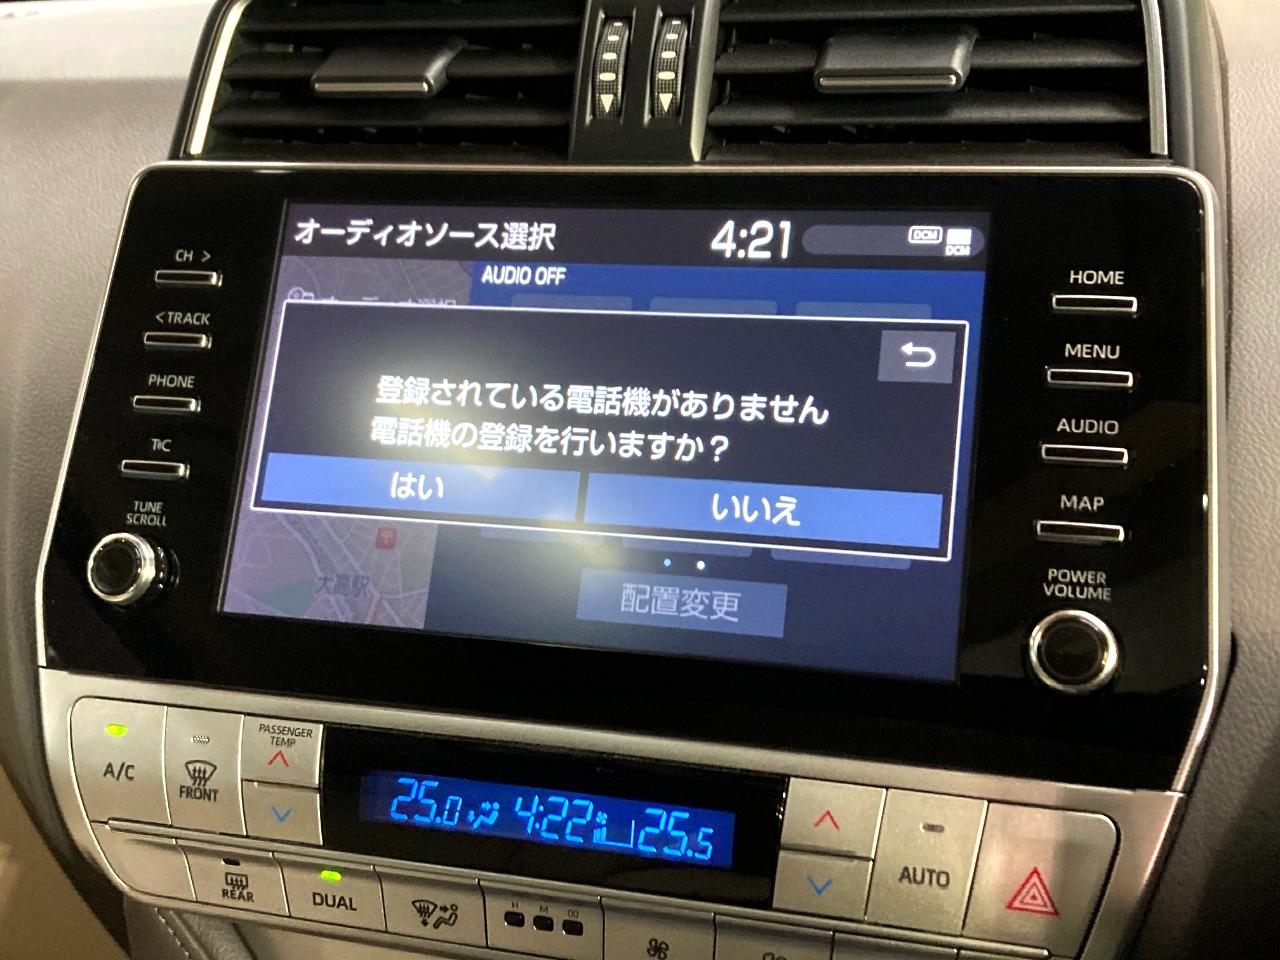 CH >
<TRACK
PHONE
T&C
TUNE
SCROLL
オーディオソース選択
4:21
DCM
DCM
AUDIO OFF
登録されている電話機がありません
電話機の登録を行いますか？
はい
いいえ
大高駅
配置変更
HOME
MENU
AUDIO
MAP
POWER
VOLUME
A/C
FRONT
PASSENGER
TEMP
25.0
4:22
25.5
AUTO
REAR
DUAL
H
M